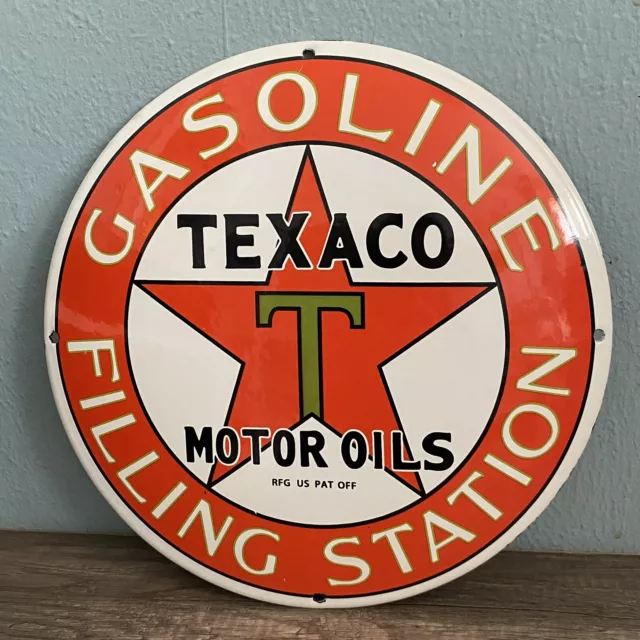 GASOLINE
TEXACO
T
MOTOR OILS
RFG US PAT OFF
FILLING STATION